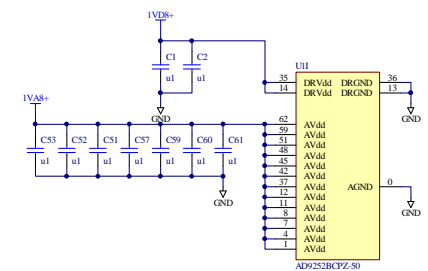 1VD8+
C1
u1
C2
u1
GND
1VA8+
C53
u1
C52
u1
C51
u1
C57
u1
C59
u1
C60
u1
C61
u1
GND
U1I
35 DRVdd DRGND 36
14 DRVdd DRGND 13
GND
62 AVdd
59 AVdd
51 AVdd
48 AVdd
45 AVdd
42 AVdd
37 AVdd AGND 0
12 AVdd
11 AVdd
8 AVdd
7 AVdd
4 AVdd
1 AVdd
GND
AD9252BCPZ-50